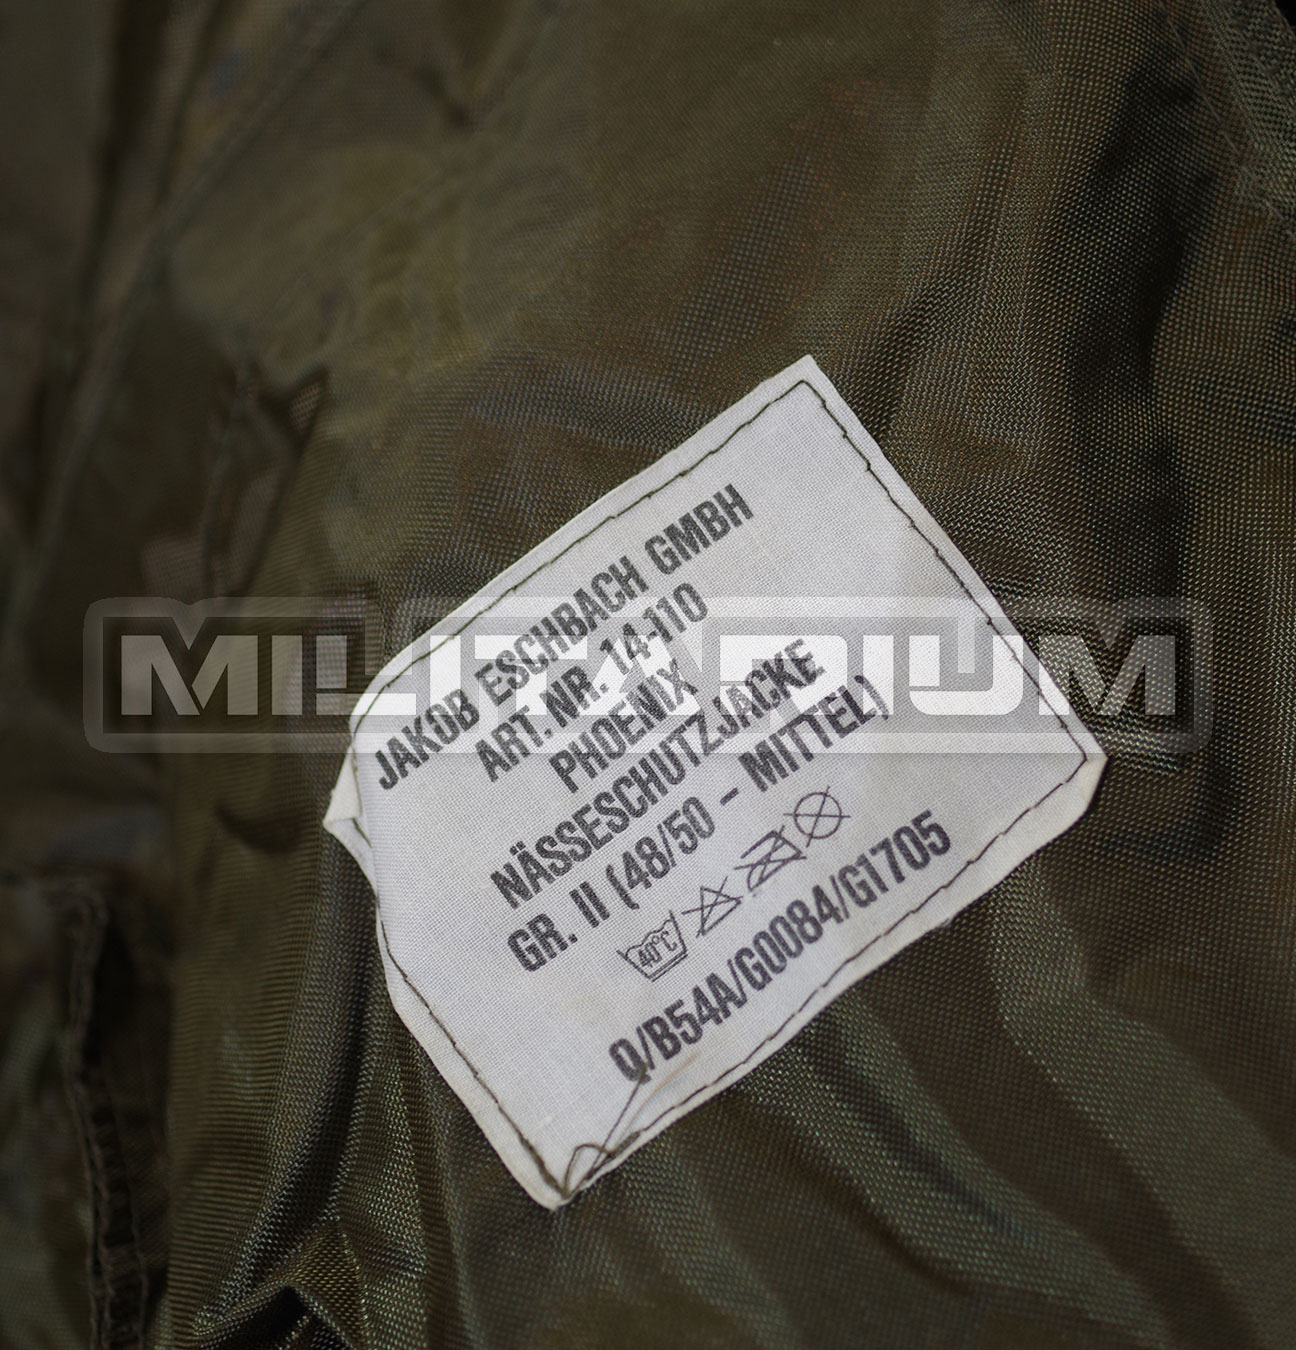 JAKOB ESCHBACH GMBH
ART. NR. 14-110
PHOENIX
NÄSSESCHUTZJACKE
GR. II (48/50 – MITTEL)
40°C
Q/B54A/G0084/G1705
MILITARIUM